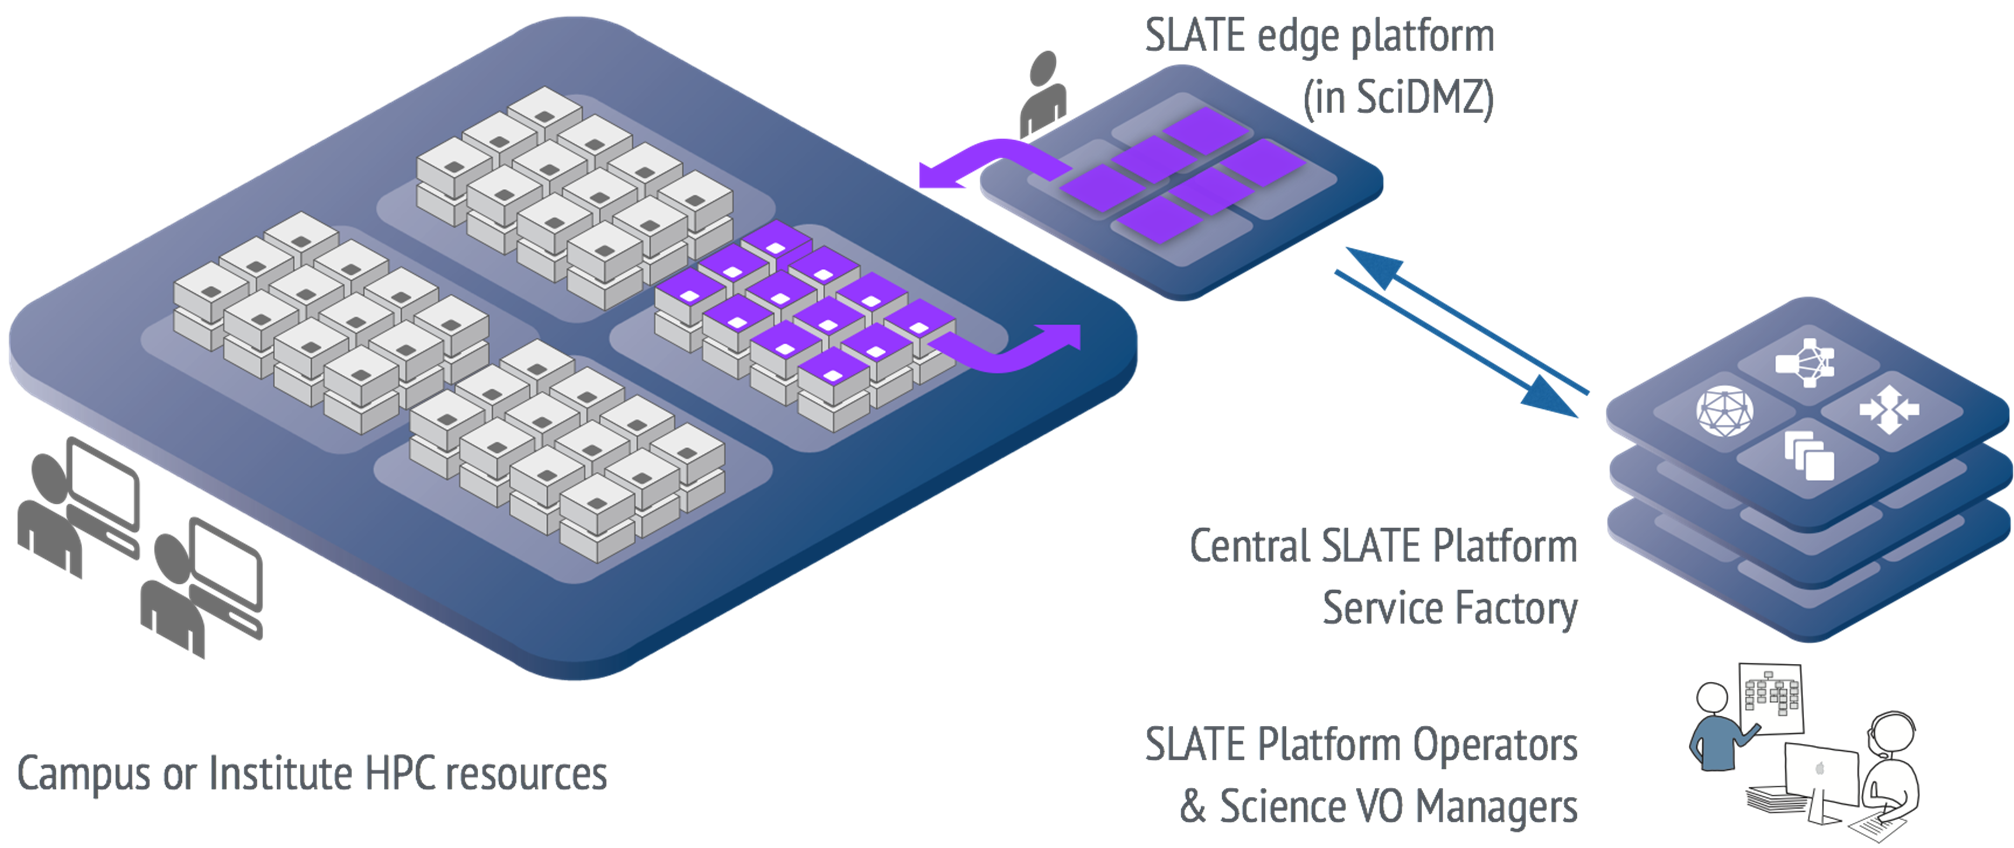 SLATE edge platform
(in SciDMZ)
Central SLATE Platform
Service Factory
Campus or Institute HPC resources
SLATE Platform Operators
& Science VO Managers